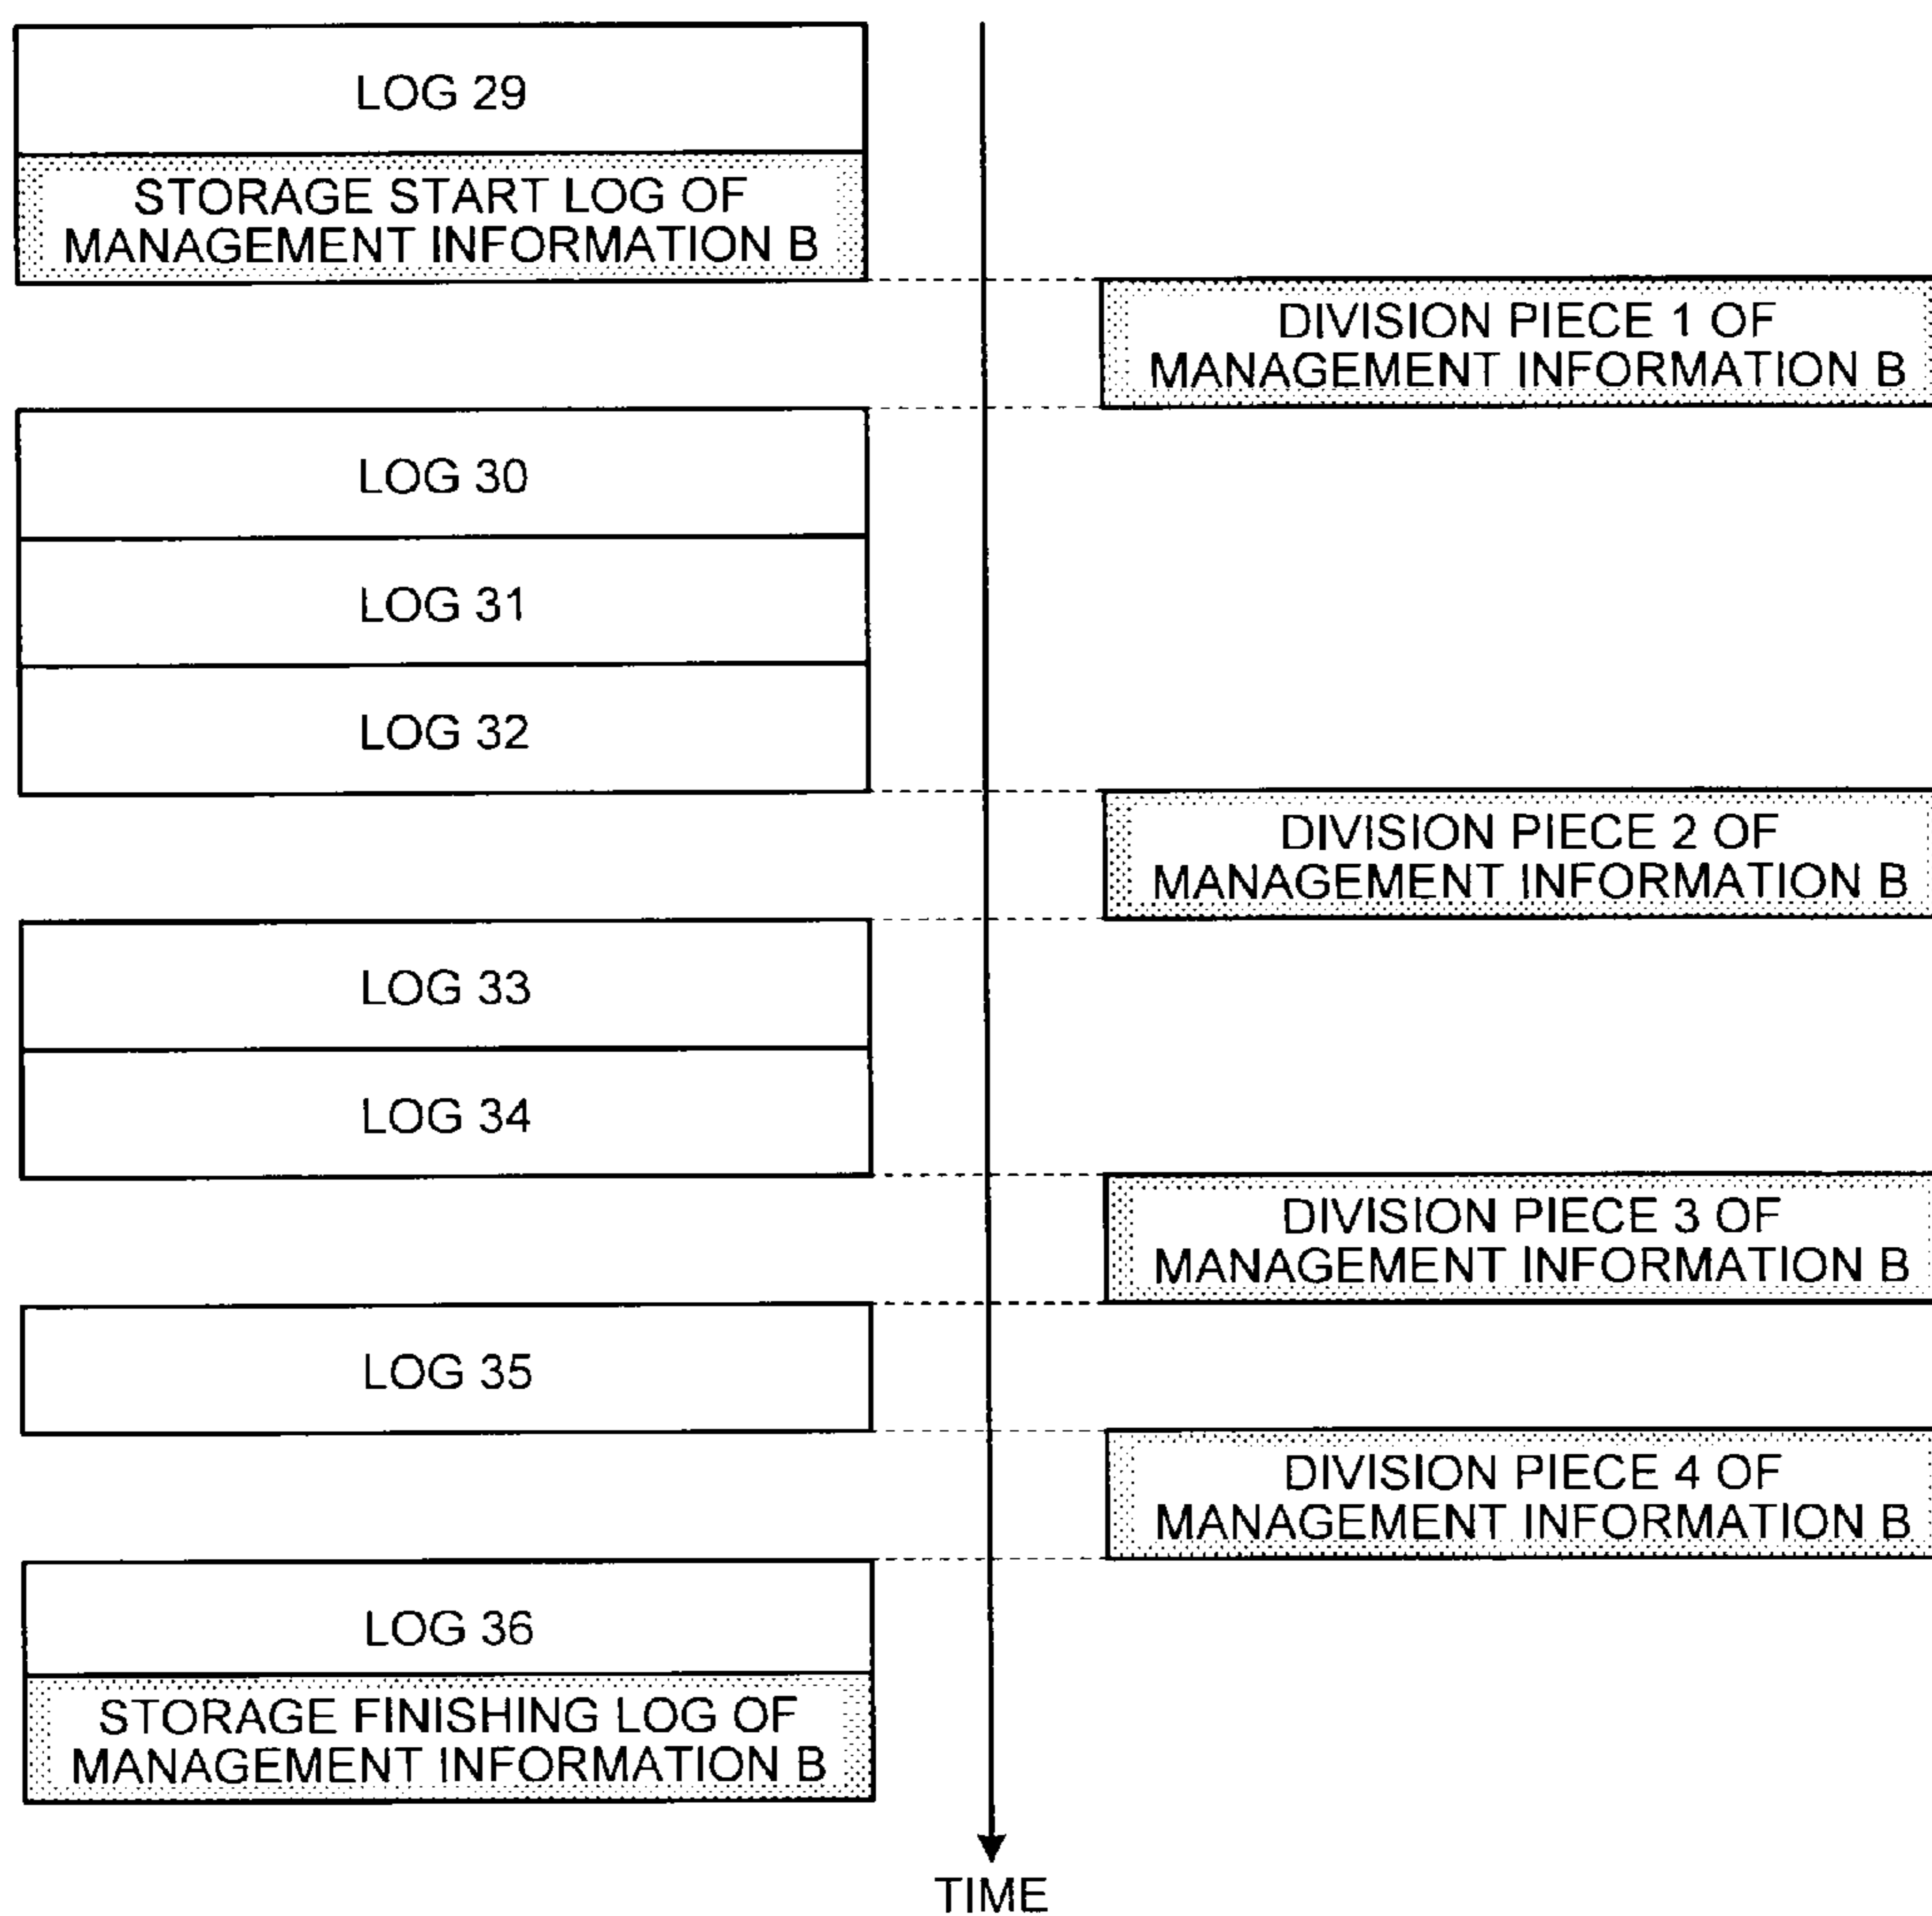 LOG 29
STORAGE START LOG OF
MANAGEMENT INFORMATION B
DIVISION PIECE 1 OF
MANAGEMENT INFORMATION B
LOG 30
LOG 31
LOG 32
DIVISION PIECE 2 OF
MANAGEMENT INFORMATION B
LOG 33
LOG 34
DIVISION PIECE 3 OF
MANAGEMENT INFORMATION B
LOG 35
DIVISION PIECE 4 OF
MANAGEMENT INFORMATION B
LOG 36
STORAGE FINISHING LOG OF
MANAGEMENT INFORMATION B
TIME